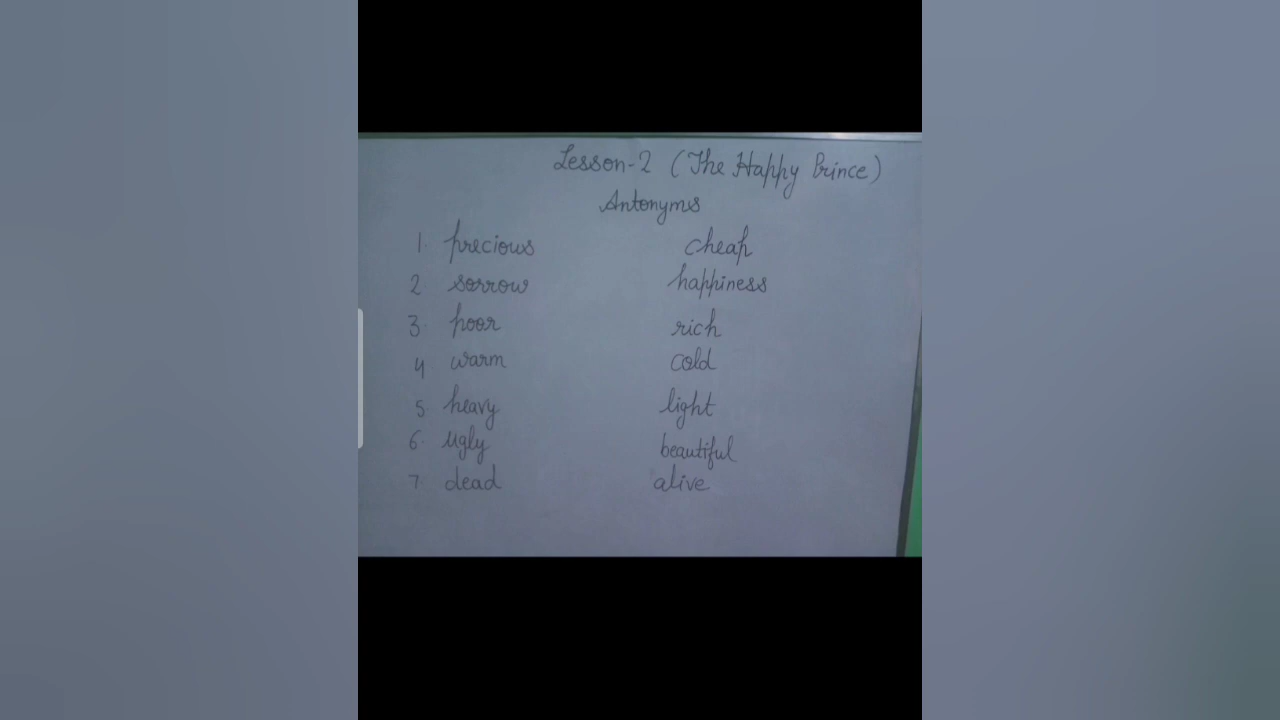 Lesson-2 (The Happy Prince)
Antonyms
1. precious cheap
2 sorrow happiness
3. poor rich
4 warm cold
5 heavy light
6. ugly beautiful
7 dead alive